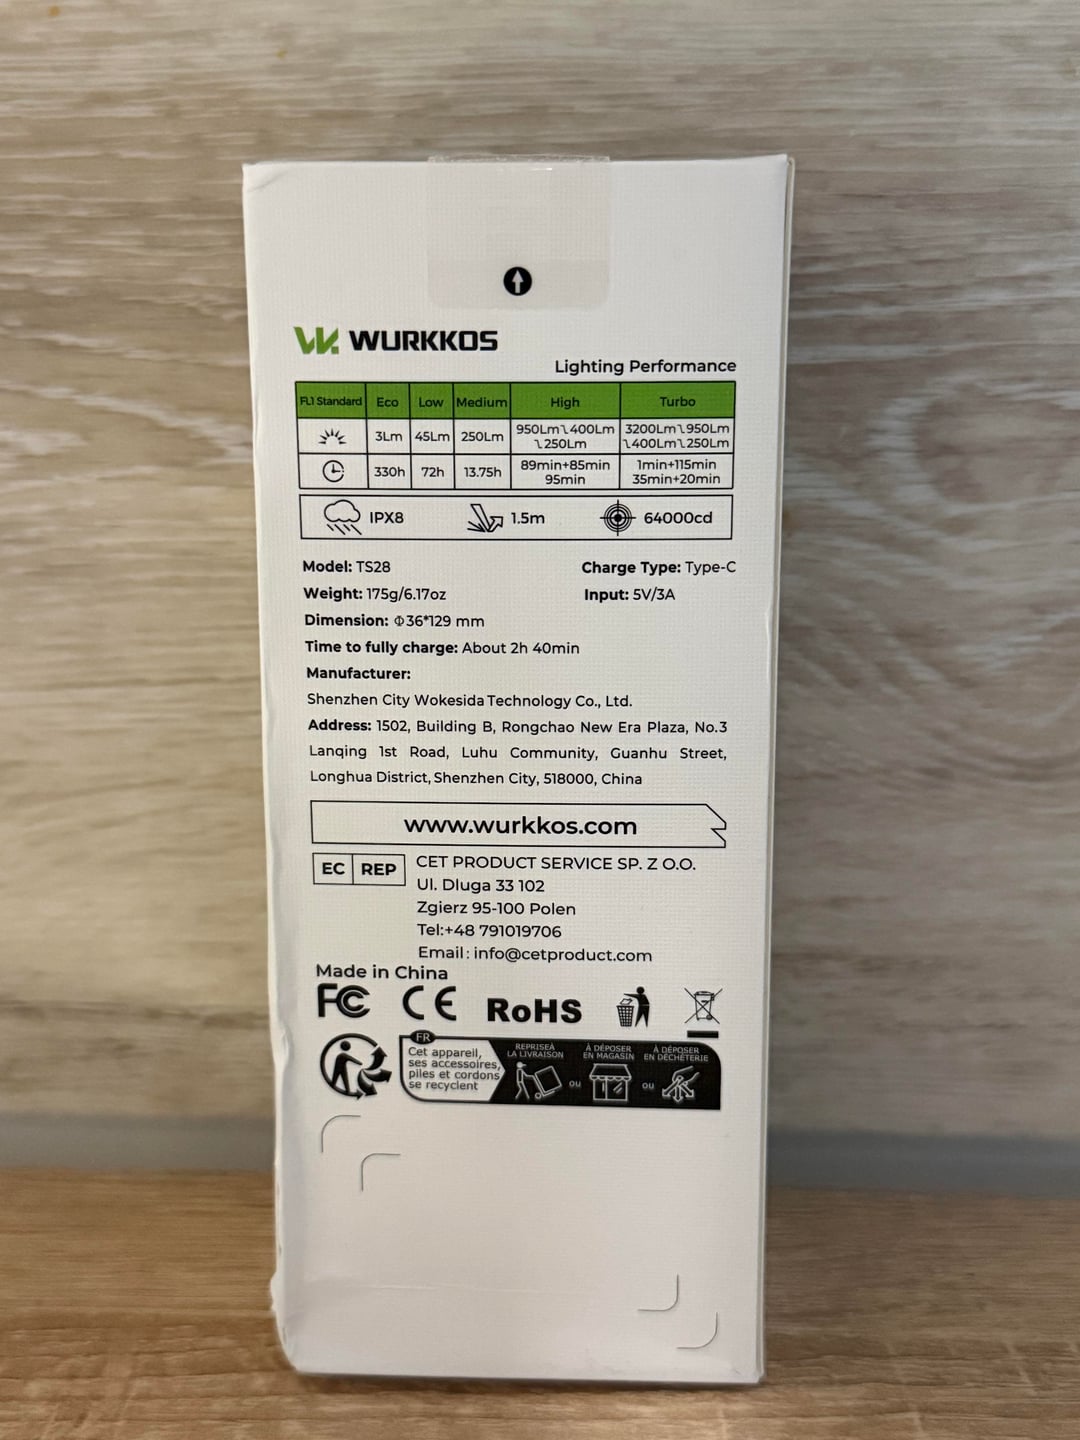 WURKKOS
Lighting Performance
FL1 Standard Eco Low Medium High Turbo
3Lm 45Lm 250Lm 950Lm⤵400Lm⤵250Lm 3200Lm⤵950Lm⤵400Lm⤵250Lm
330h 72h 13.75h 89min+85min 95min 1min+115min 35min+20min
IPX8 1.5m 64000cd
Model: TS28 Charge Type: Type-C
Weight: 175g/6.17oz Input: 5V/3A
Dimension: Φ36*129 mm
Time to fully charge: About 2h 40min
Manufacturer:
Shenzhen City Wokesida Technology Co., Ltd.
Address: 1502, Building B, Rongchao New Era Plaza, No.3
Lanqing 1st Road, Luhu Community, Guanhu Street,
Longhua District, Shenzhen City, 518000, China
www.wurkkos.com
EC REP CET PRODUCT SERVICE SP. Z O.O.
Ul. Dluga 33 102
Zgierz 95-100 Polen
Tel:+48 791019706
Email: info@cetproduct.com
Made in China
FC CE RoHS
FR
Cet appareil,
ses accessoires,
piles et cordons
se recyclent
REPRISEÀ
LA LIVRAISON
OU
À DÉPOSER
EN MAGASIN
OU
À DÉPOSER
EN DÉCHÈTERIE